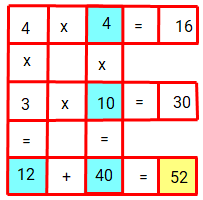 4 x 4 = 16
x x
3 x 10 = 30
= =
12 + 40 = 52